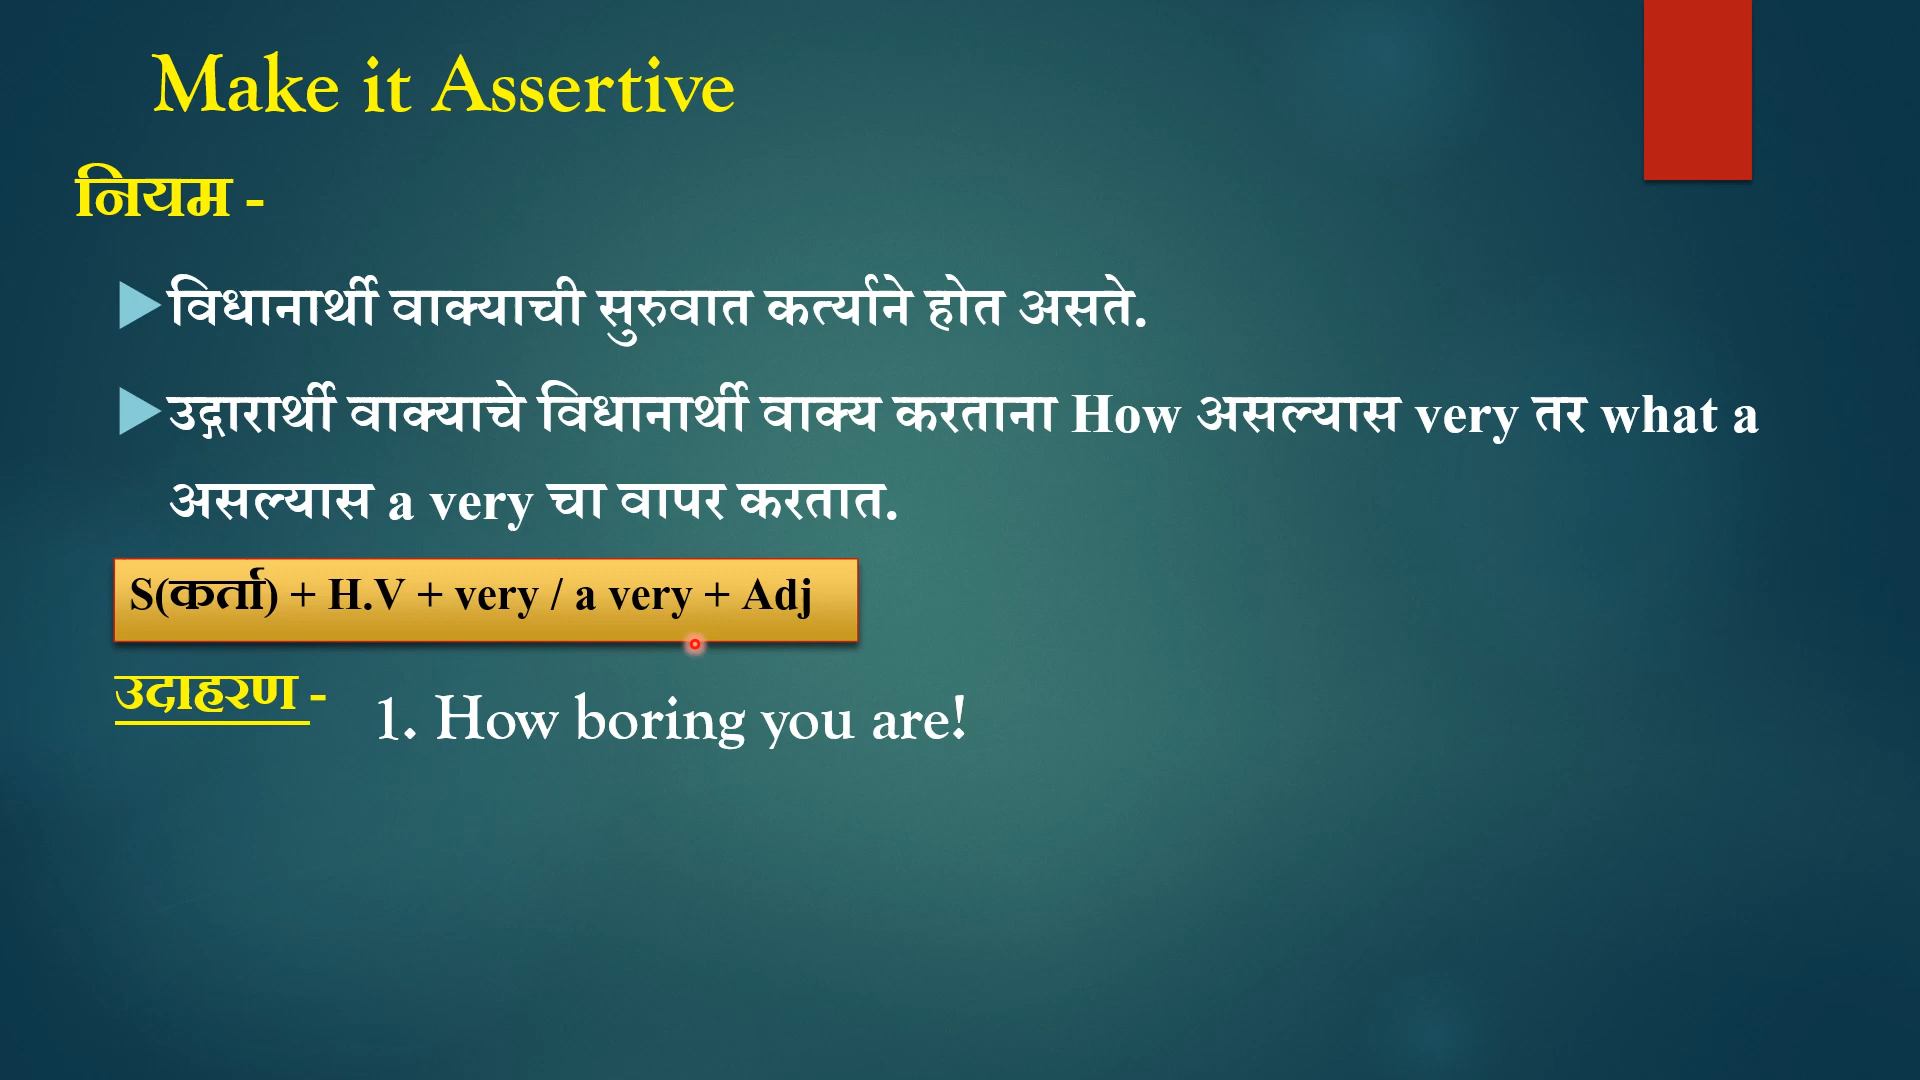 Make it Assertive
नियम -
विधानार्थी वाक्याची सुरुवात कर्त्याने होत असते.
उद्गारार्थी वाक्याचे विधानार्थी वाक्य करताना How असल्यास very तर what a
असल्यास a very चा वापर करतात.
S(कर्ता) + H.V + very / a very + Adj
उदाहरण -
1. How boring you are!